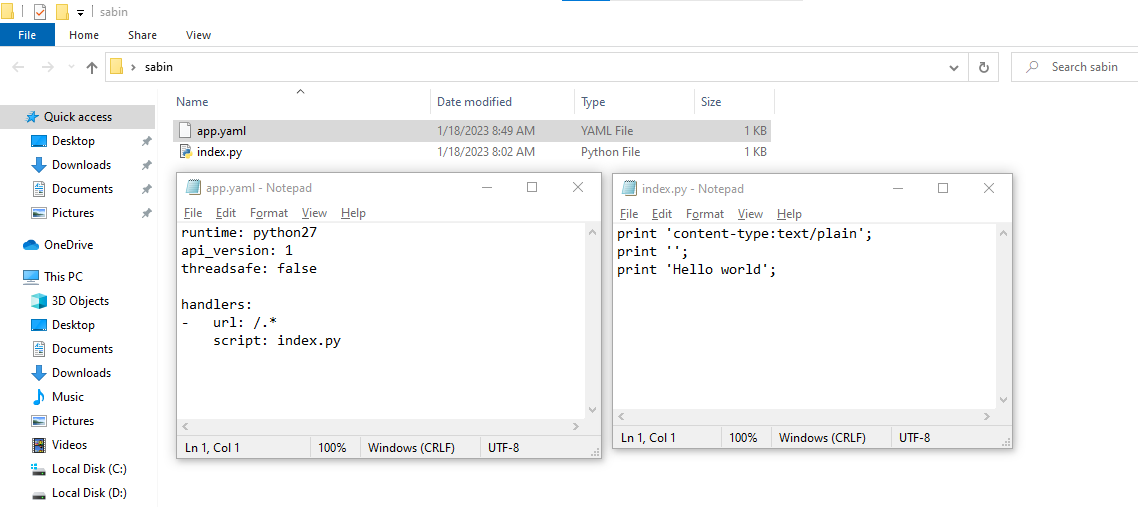 sabin
File Home Share View
sabin
Search sabin
Name Date modified Type Size
Quick access
Desktop
Downloads
Documents
Pictures
OneDrive
This PC
3D Objects
Desktop
Documents
Downloads
Music
Pictures
Videos
Local Disk (C:)
Local Disk (D:)
app.yaml 1/18/2023 8:49 AM YAML File 1 KB
index.py 1/18/2023 8:02 AM Python File 1 KB
app.yaml - Notepad
File Edit Format View Help
runtime: python27
api_version: 1
threadsafe: false
handlers:
-   url: /.*
    script: index.py
Ln 1, Col 1 100% Windows (CRLF) UTF-8
index.py - Notepad
File Edit Format View Help
print 'content-type:text/plain';
print '';
print 'Hello world';
Ln 1, Col 1 100% Windows (CRLF) UTF-8